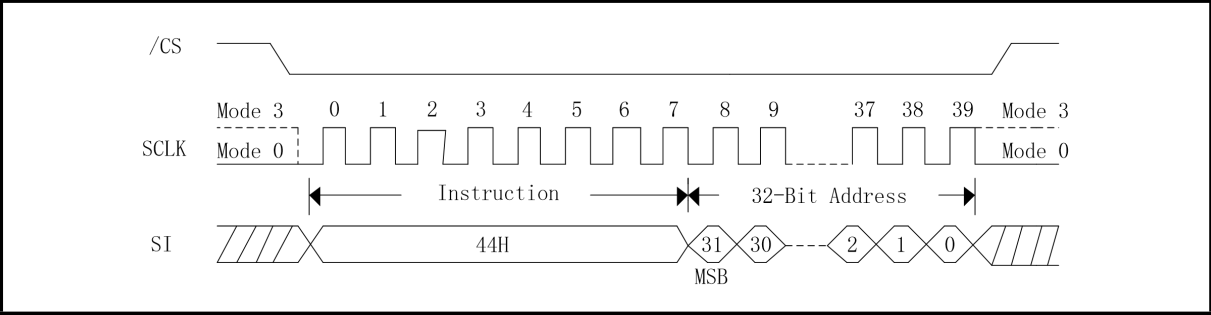 /CS
Mode 3 0 1 2 3 4 5 6 7 8 9 37 38 39 Mode 3
SCLK Mode 0 Mode 0
Instruction 32-Bit Address
SI 44H 31 30 2 1 0
MSB